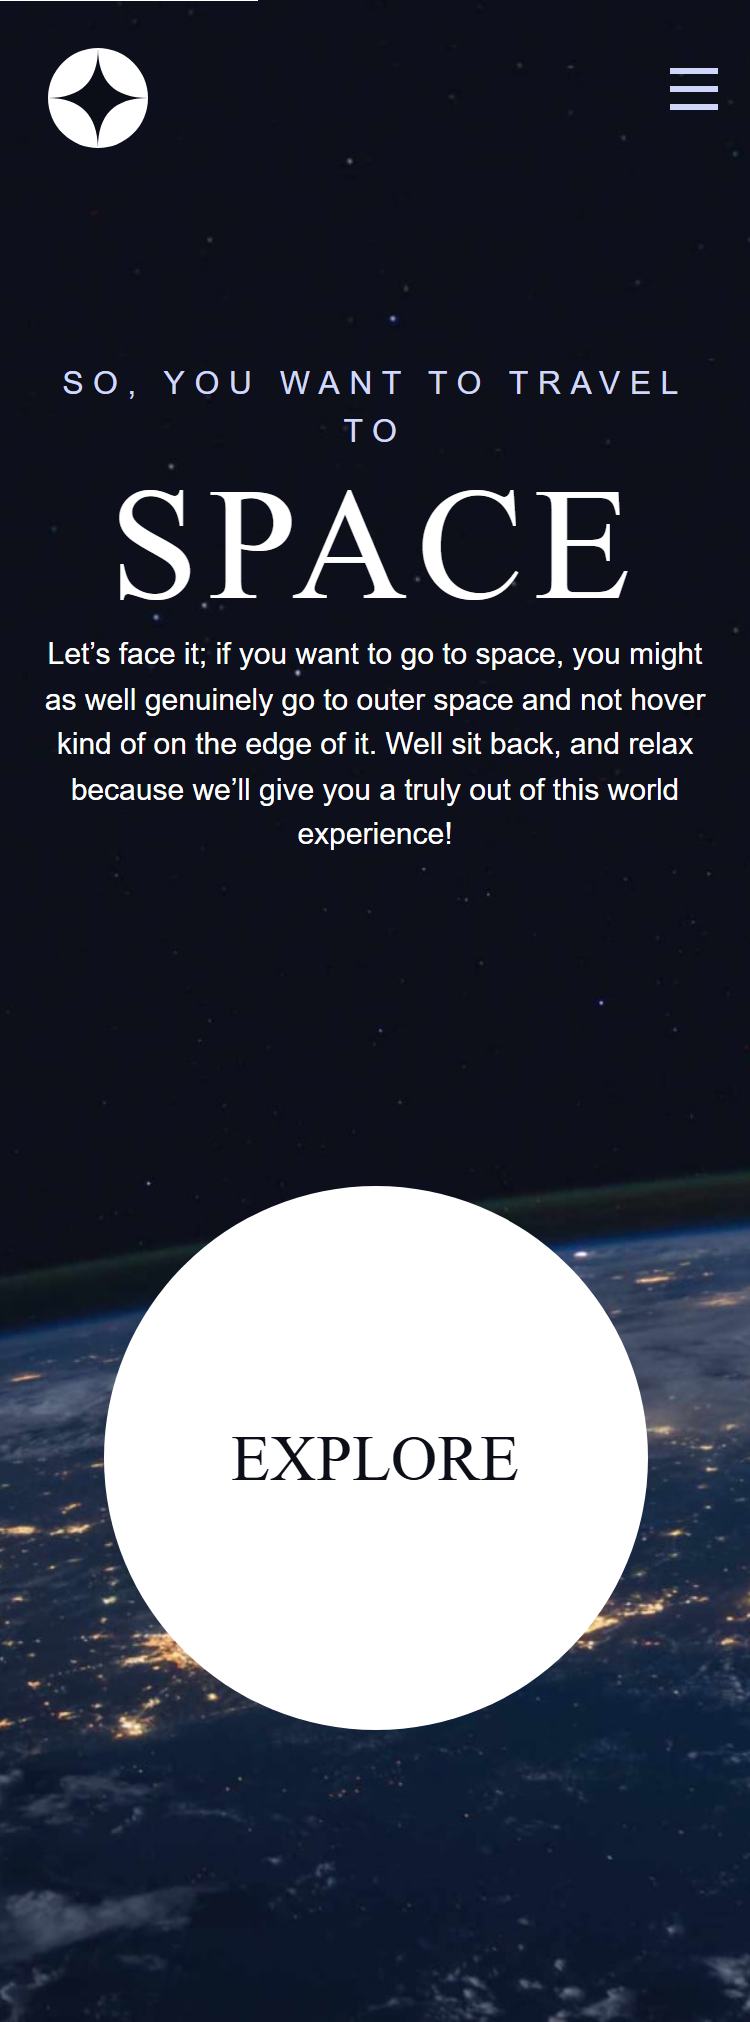 SO, YOU WANT TO TRAVEL
TO
SPACE
Let’s face it; if you want to go to space, you might
as well genuinely go to outer space and not hover
kind of on the edge of it. Well sit back, and relax
because we’ll give you a truly out of this world
experience!
EXPLORE